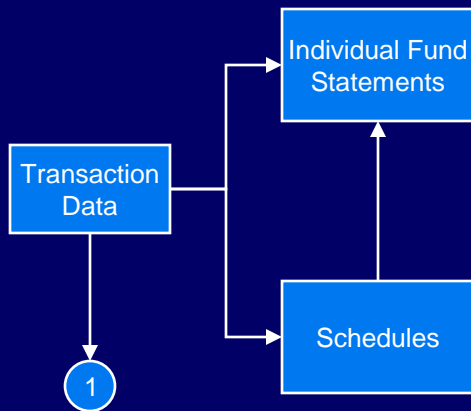 Individual Fund
Statements
Transaction
Data
Schedules
1